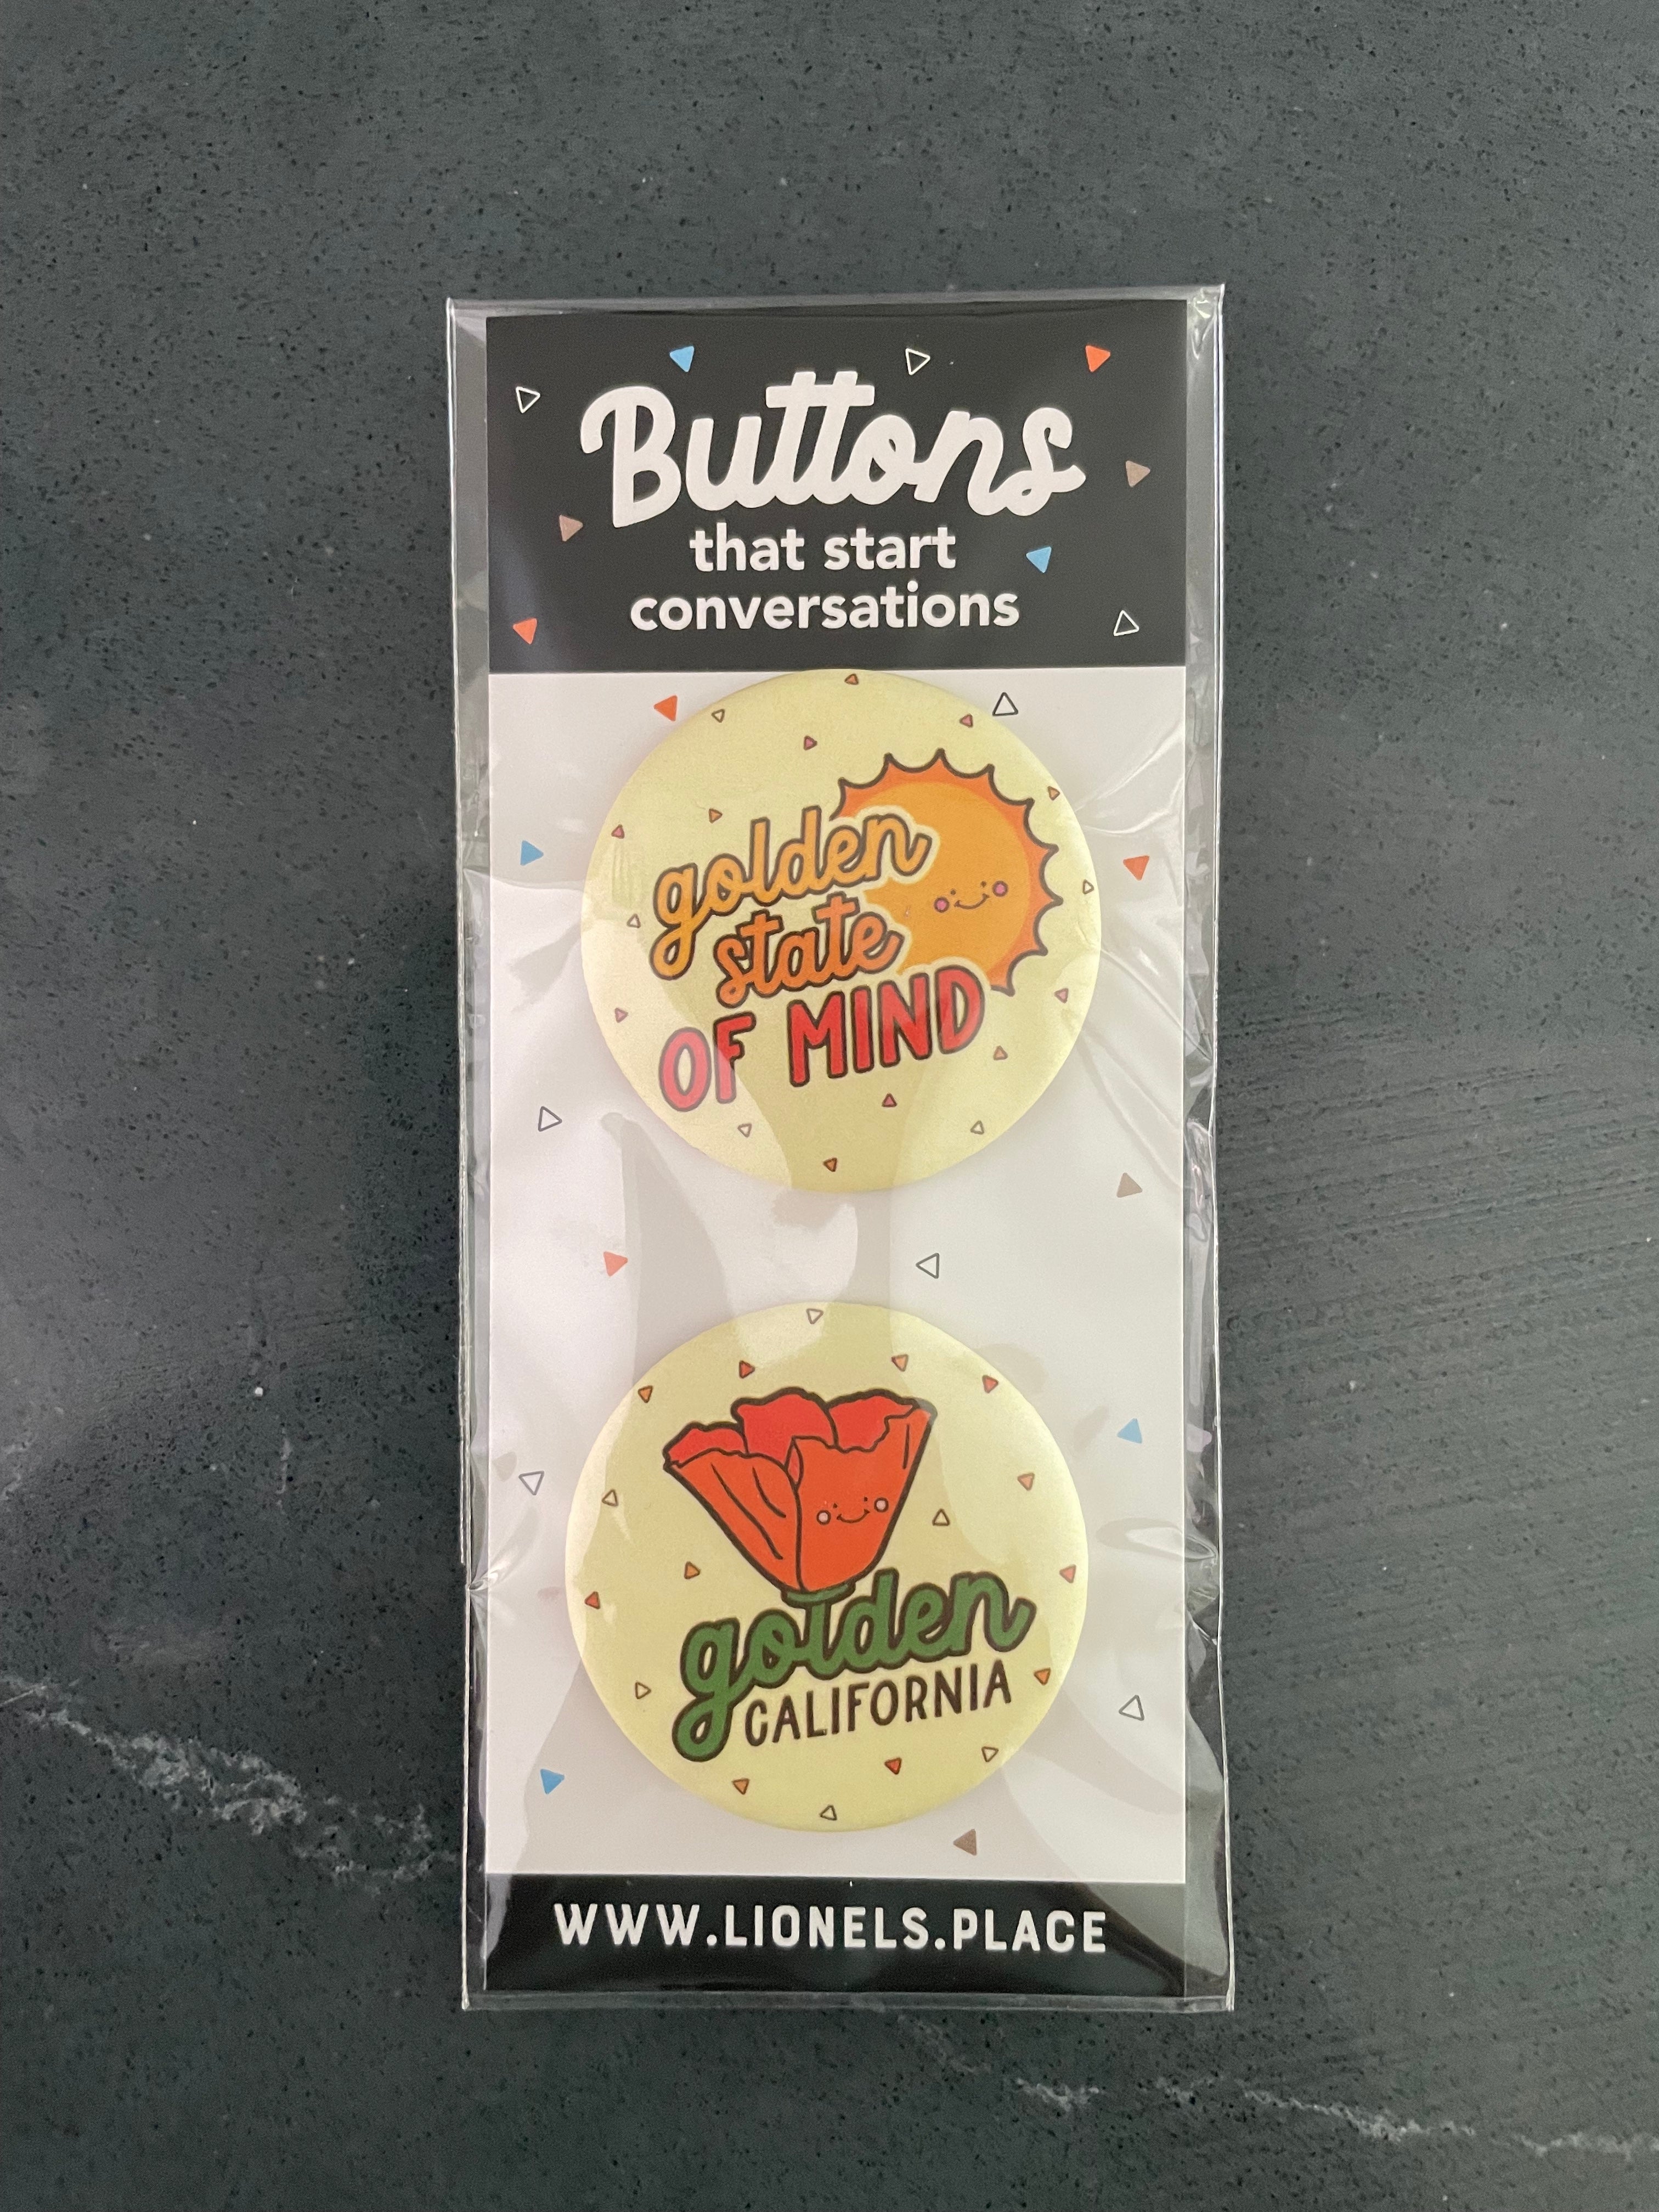 Buttons
that start
conversations
golden
state
OF MIND
golden
CALIFORNIA
WWW.LIONELS.PLACE